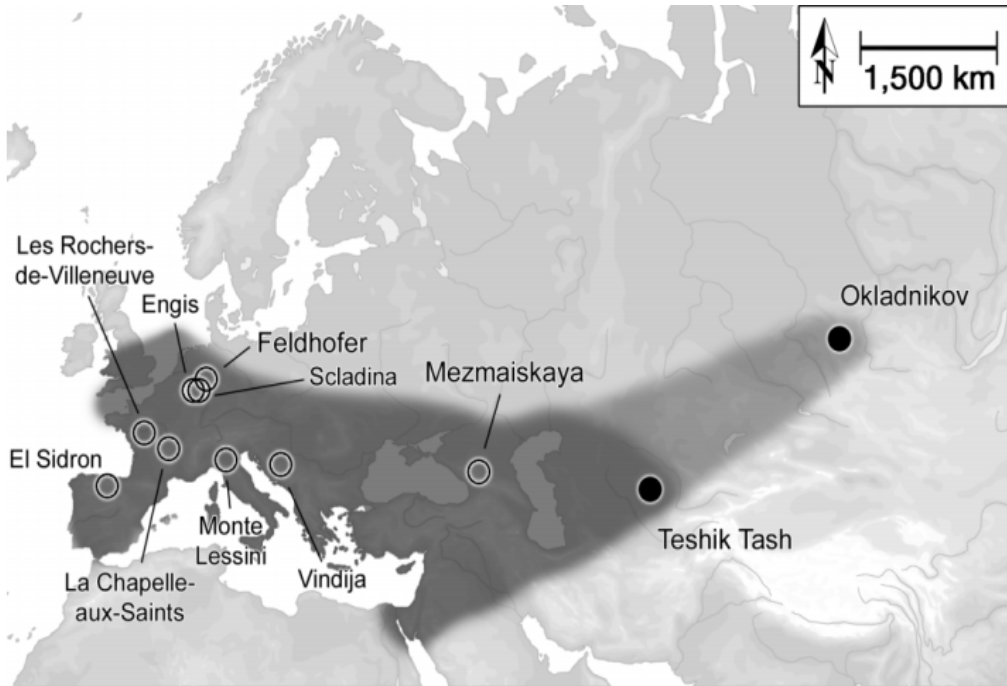 N
1,500 km
Les Rochers-
de-Villeneuve
Engis
Feldhofer
Scladina
Mezmaiskaya
Okladnikov
El Sidron
Monte
Lessini
Teshik Tash
La Chapelle-
aux-Saints
Vindija